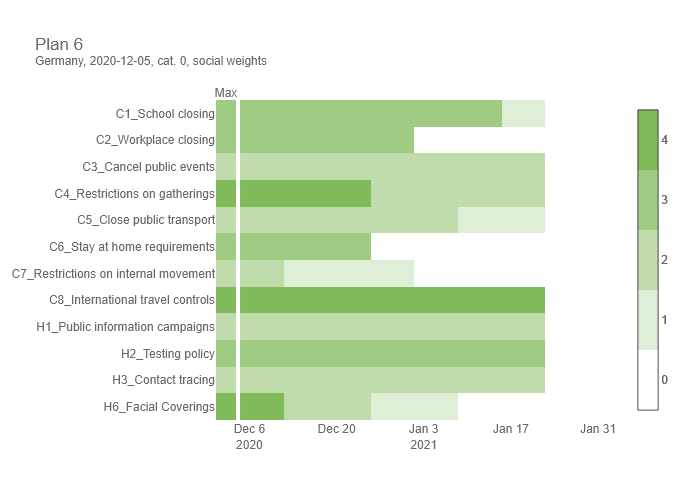 Plan 6
Germany, 2020-12-05, cat. 0, social weights
Max
C1_School closing
C2_Workplace closing
C3_Cancel public events
C4_Restrictions on gatherings
C5_Close public transport
C6_Stay at home requirements
C7_Restrictions on internal movement
C8_International travel controls
H1_Public information campaigns
H2_Testing policy
H3_Contact tracing
H6_Facial Coverings
Dec 6 Dec 20 Jan 3 Jan 17 Jan 31
2020 2021
4
3
2
1
0